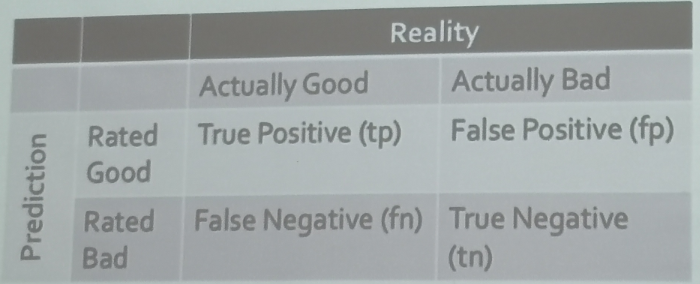 Reality
Actually Good Actually Bad
Prediction
Rated True Positive (tp) False Positive (fp)
Good
Rated False Negative (fn) True Negative
Bad (tn)